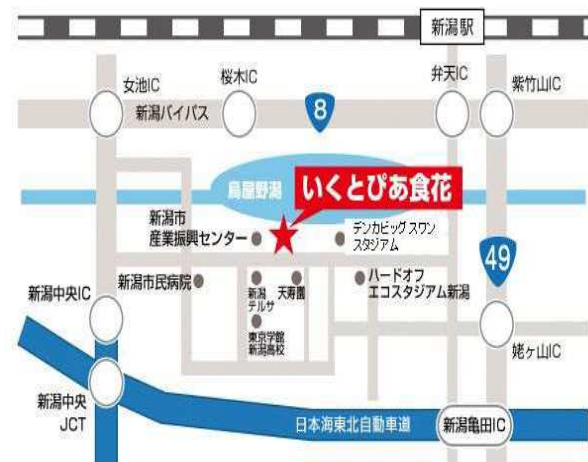 新潟駅
女池IC
桜木IC
弁天IC
紫竹山IC
新潟バイパス
8
鳥屋野潟
いくとぴあ食花
新潟市
産業振興センター
デンカビッグスワン
スタジアム
49
新潟市民病院
新潟
テルサ
天寿園
ハードオフ
エコスタジアム新潟
新潟中央IC
東京学館
新潟高校
姥ヶ山IC
新潟中央
JCT
日本海東北自動車道
新潟亀田IC